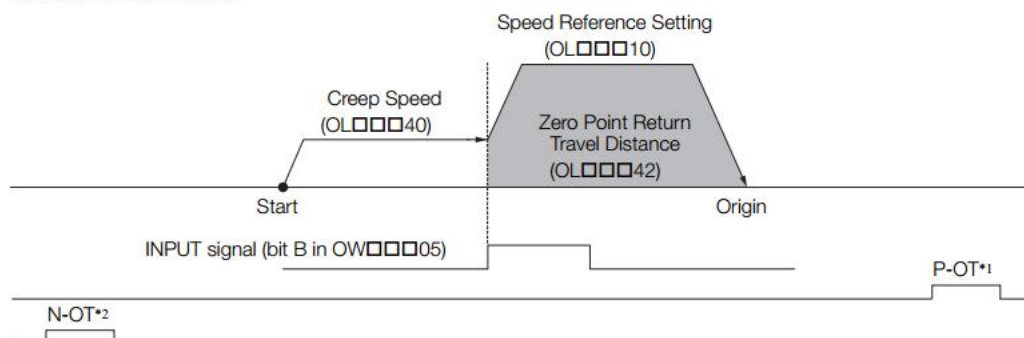 Speed Reference Setting
(OL□□□10)
Creep Speed
(OL□□□40)
Zero Point Return
Travel Distance
(OL□□□42)
Start
Origin
INPUT signal (bit B in OW□□□05)
P-OT*1
N-OT*2